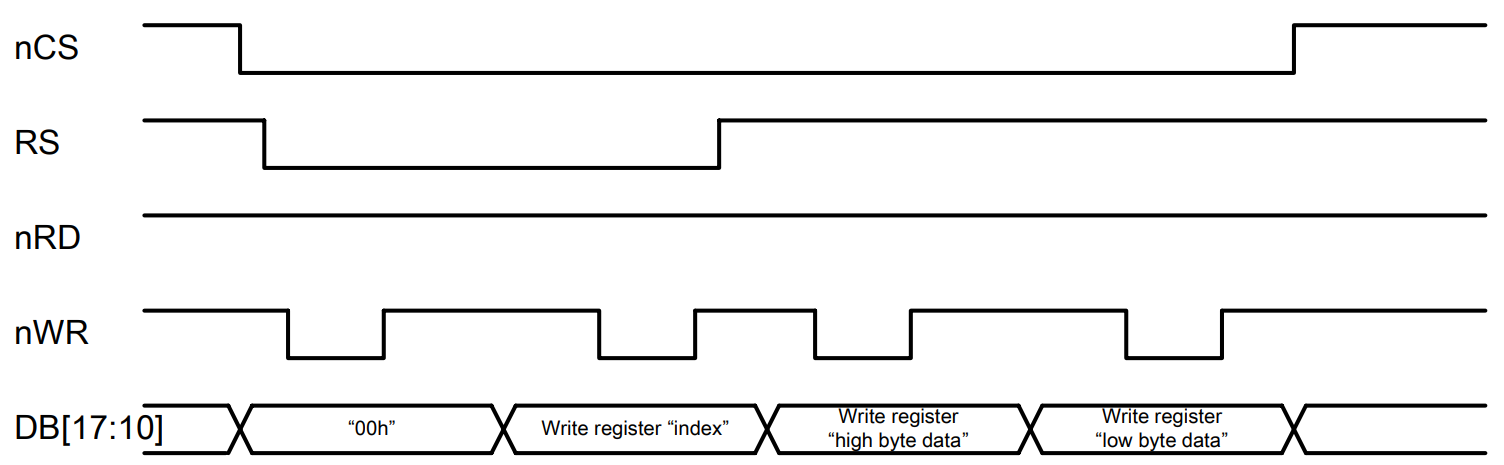 nCS
RS
nRD
nWR
DB[17:10]
“00h”
Write register “index”
Write register
“high byte data”
Write register
“low byte data”